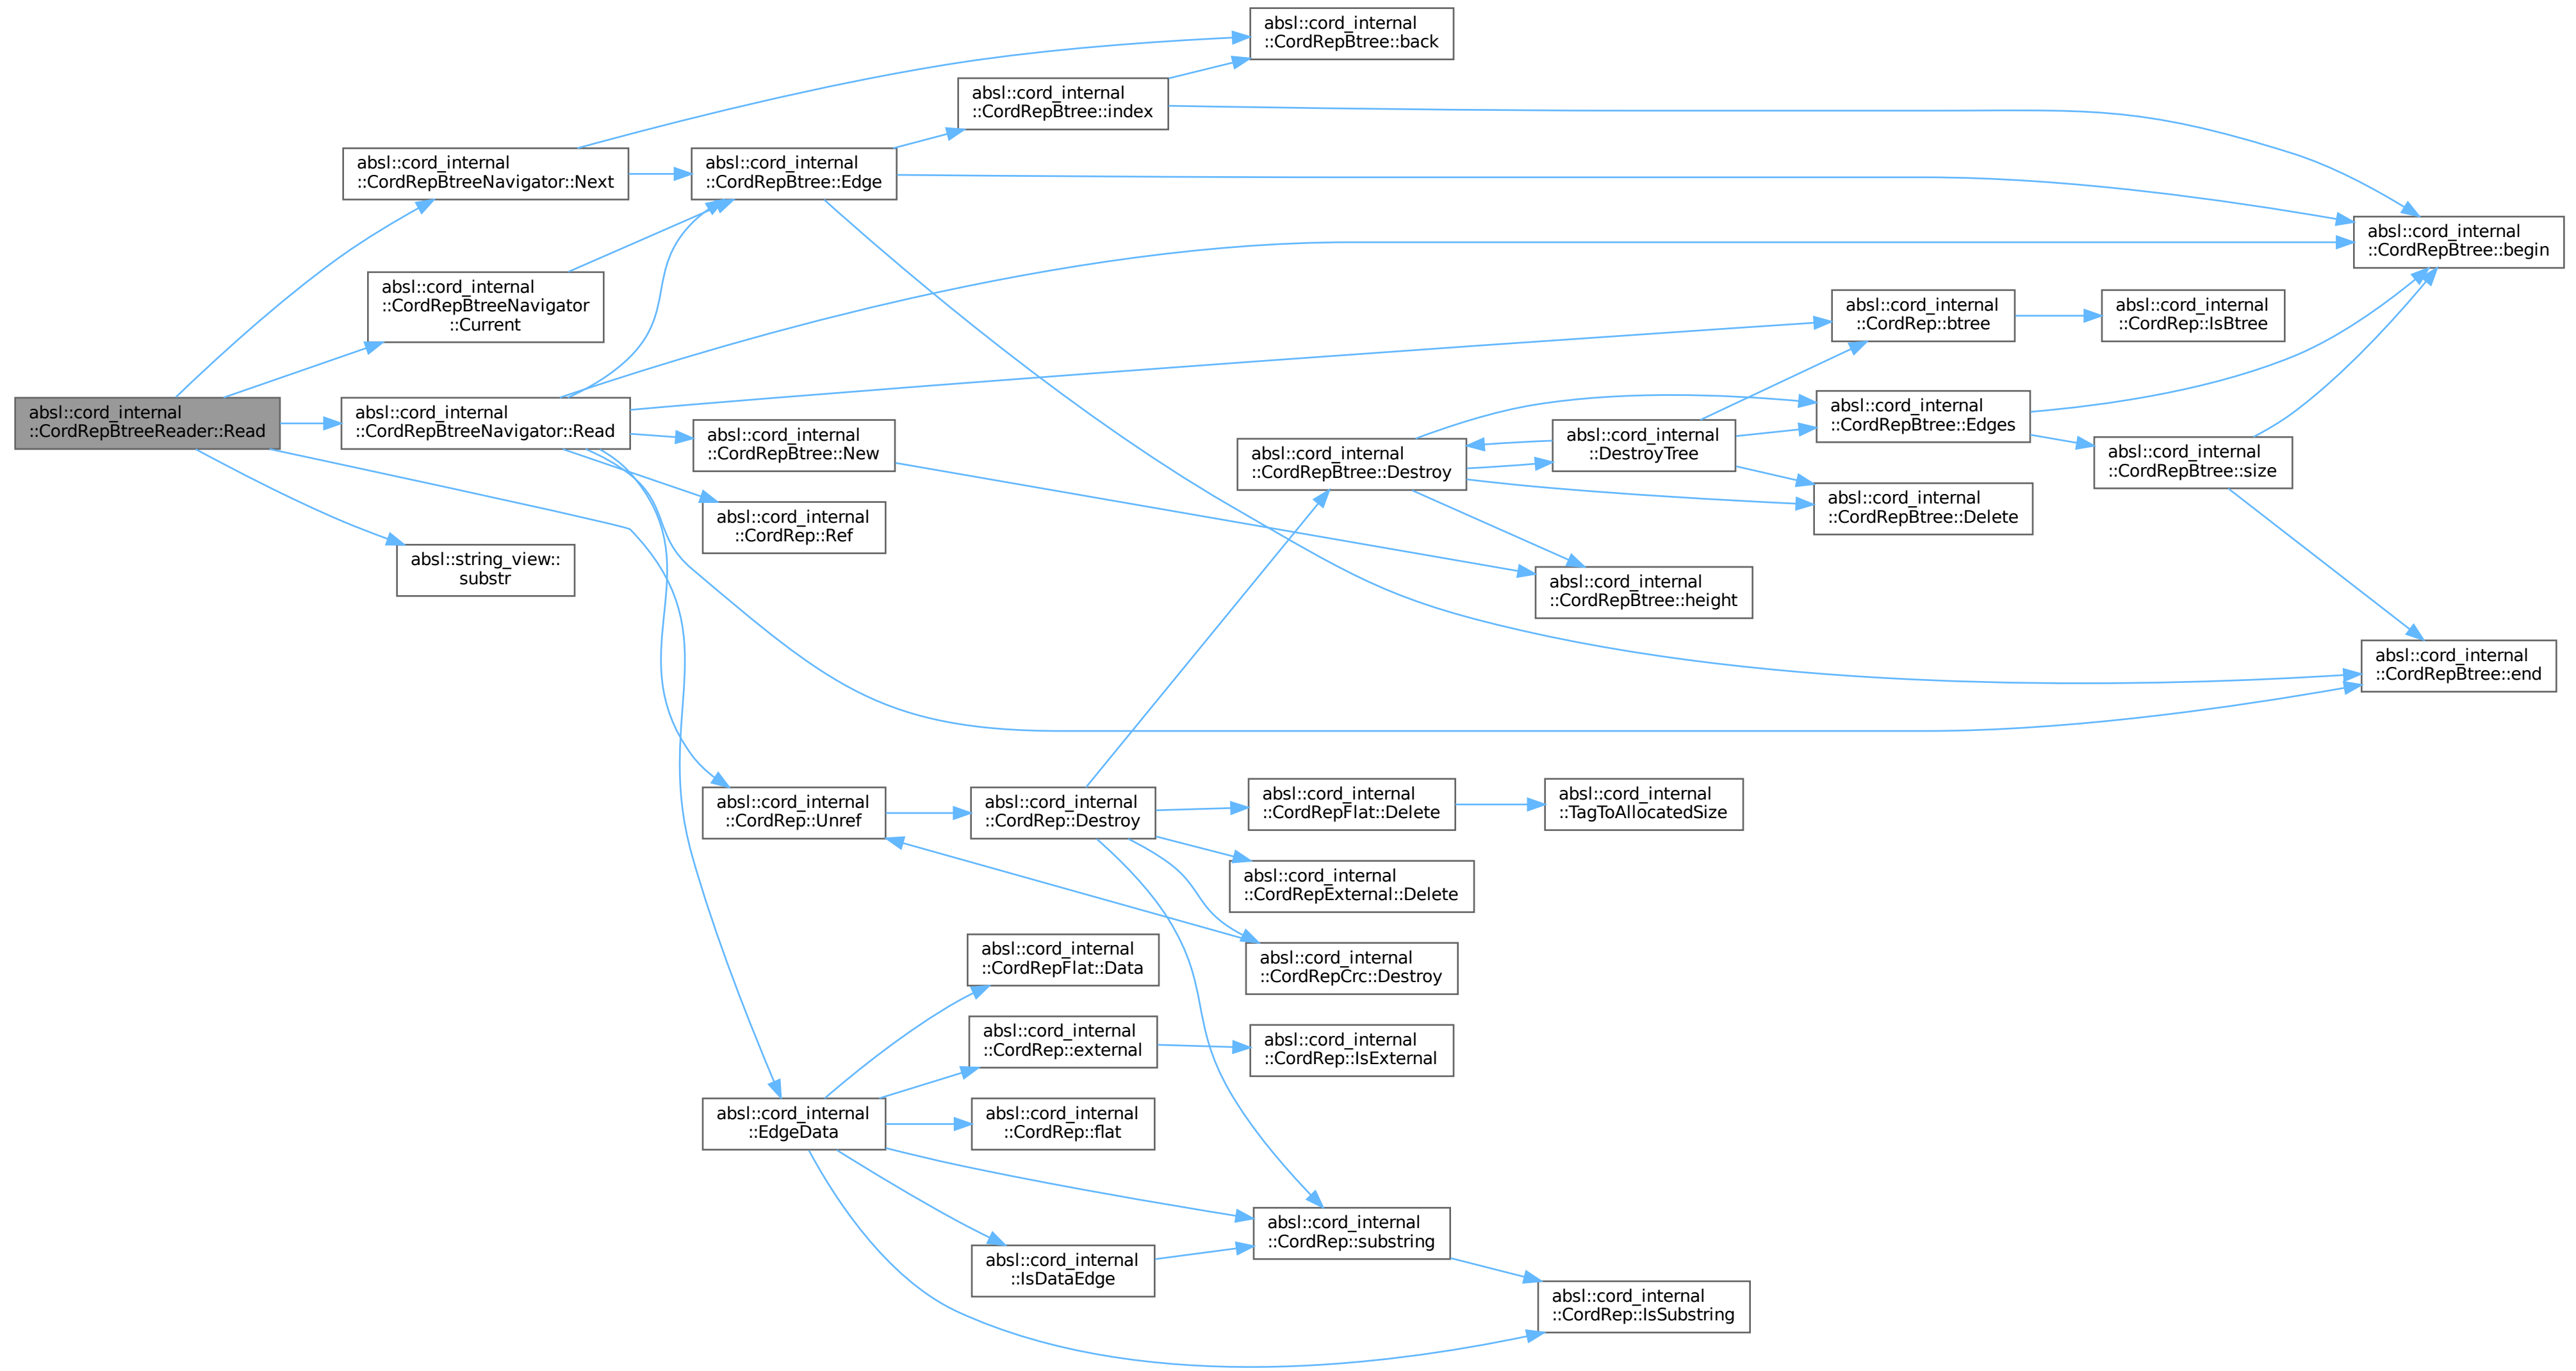 absl::cord_internal
::CordRepBtreeReader::Read
absl::cord_internal
::CordRepBtreeNavigator::Next
absl::cord_internal
::CordRepBtreeNavigator
::Current
absl::cord_internal
::CordRepBtreeNavigator::Read
absl::string_view::
substr
absl::cord_internal
::CordRepBtree::Edge
absl::cord_internal
::CordRepBtree::New
absl::cord_internal
::CordRep::Ref
absl::cord_internal
::CordRep::Unref
absl::cord_internal
::EdgeData
absl::cord_internal
::CordRepBtree::index
absl::cord_internal
::CordRep::Destroy
absl::cord_internal
::CordRepFlat::Data
absl::cord_internal
::CordRep::external
absl::cord_internal
::CordRep::flat
absl::cord_internal
::IsDataEdge
absl::cord_internal
::CordRepBtree::back
absl::cord_internal
::CordRepBtree::Destroy
absl::cord_internal
::CordRepFlat::Delete
absl::cord_internal
::CordRepExternal::Delete
absl::cord_internal
::CordRepCrc::Destroy
absl::cord_internal
::CordRep::IsExternal
absl::cord_internal
::CordRep::substring
absl::cord_internal
::DestroyTree
absl::cord_internal
::CordRepBtree::height
absl::cord_internal
::TagToAllocatedSize
absl::cord_internal
::CordRep::IsSubstring
absl::cord_internal
::CordRep::btree
absl::cord_internal
::CordRepBtree::Edges
absl::cord_internal
::CordRepBtree::Delete
absl::cord_internal
::CordRep::IsBtree
absl::cord_internal
::CordRepBtree::size
absl::cord_internal
::CordRepBtree::begin
absl::cord_internal
::CordRepBtree::end